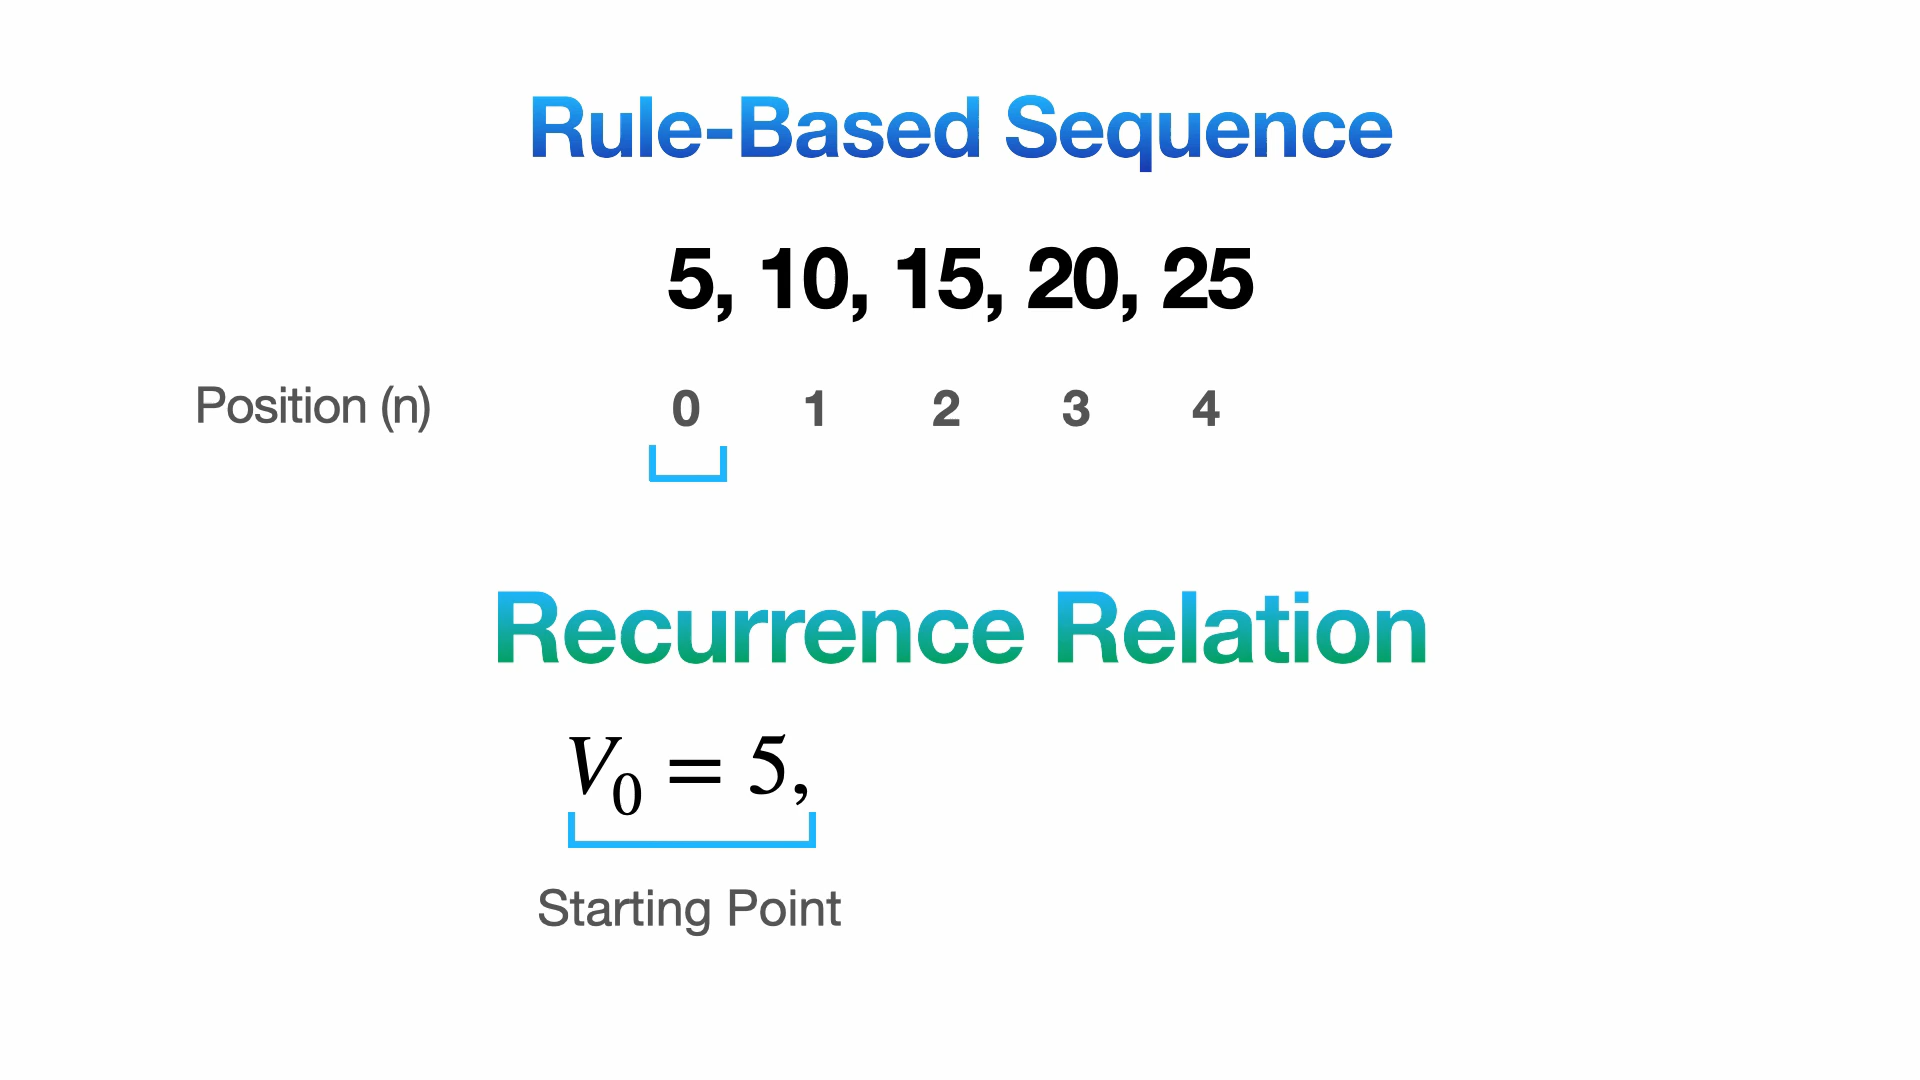 Rule-Based Sequence
5, 10, 15, 20, 25
Position (n) 0 1 2 3 4
Recurrence Relation
V₀ = 5,
Starting Point